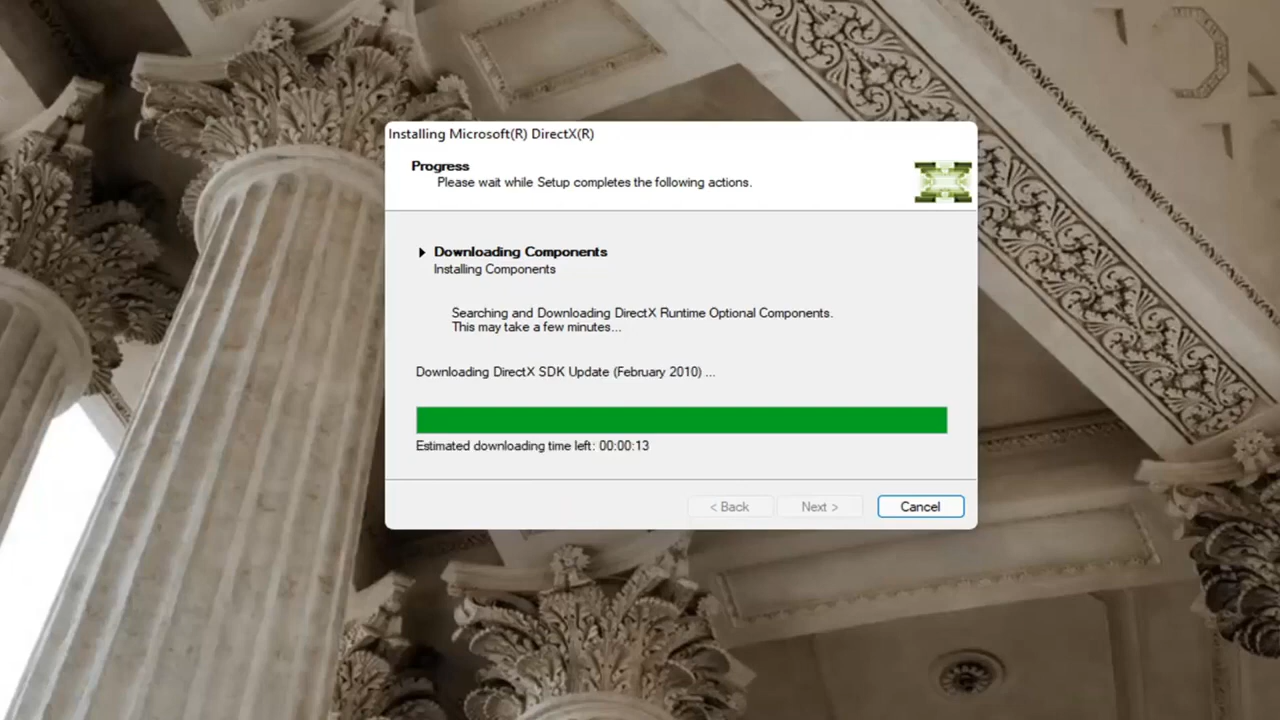 Installing Microsoft(R) DirectX(R)
Progress
Please wait while Setup completes the following actions.
Downloading Components
Installing Components
Searching and Downloading DirectX Runtime Optional Components.
This may take a few minutes...
Downloading DirectX SDK Update (February 2010) ...
Estimated downloading time left: 00:00:13
< Back Next > Cancel